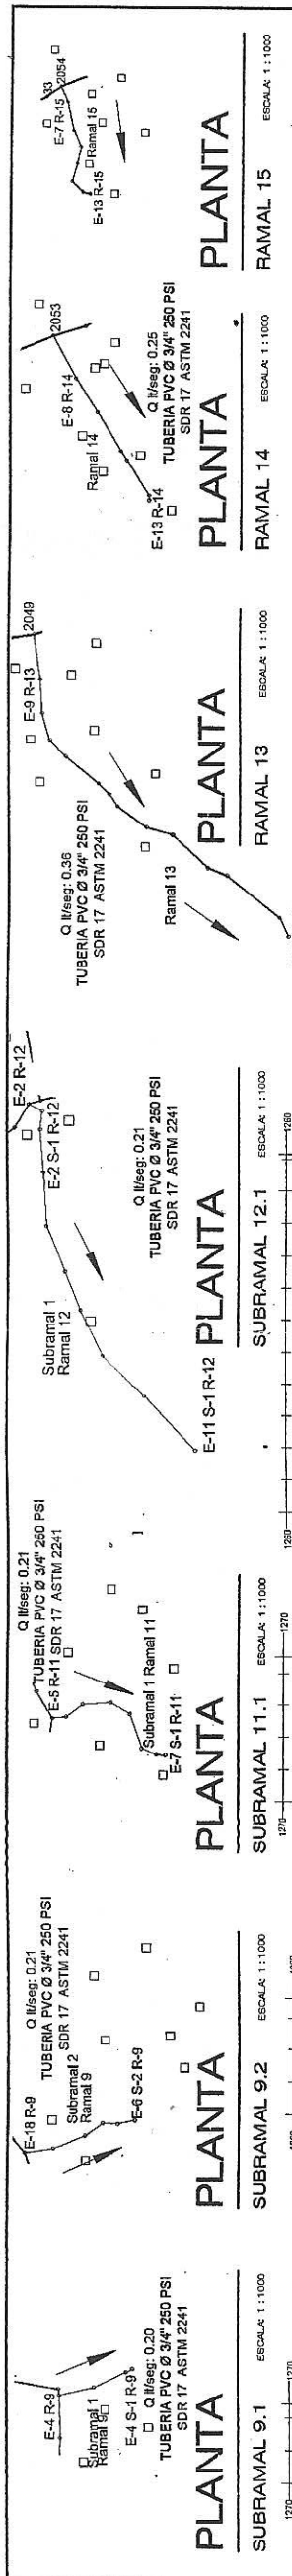 E-4 R-9
Subramal 1
Ramal 9
E-4 S-1 R-9
Q lt/seg: 0.20
TUBERIA PVC Ø 3/4" 250 PSI
SDR 17 ASTM 2241
PLANTA
SUBRAMAL 9.1
ESCALA: 1 : 1000
1270
1270
E-18 R-9
Q lt/seg: 0.21
TUBERIA PVC Ø 3/4" 250 PSI
SDR 17 ASTM 2241
Subramal 2
Ramal 9
E-6 S-2 R-9
PLANTA
SUBRAMAL 9.2
ESCALA: 1 : 1000
Q lt/seg: 0.21
TUBERIA PVC Ø 3/4" 250 PSI
E-5 R-11 SDR 17 ASTM 2241
Subramal 1 Ramal 11
E-7 S-1 R-11
PLANTA
SUBRAMAL 11.1
ESCALA: 1 : 1000
1270
1270
E-2 R-12
E-2 S-1 R-12
Subramal 1
Ramal 12
Q lt/seg: 0.21
TUBERIA PVC Ø 3/4" 250 PSI
SDR 17 ASTM 2241
E-11 S-1 R-12
PLANTA
SUBRAMAL 12.1
ESCALA: 1 : 1000
1260
1260
2049
E-9 R-13
Q lt/seg: 0.36
TUBERIA PVC Ø 3/4" 250 PSI
SDR 17 ASTM 2241
Ramal 13
PLANTA
RAMAL 13
ESCALA: 1 : 1000
2053
E-8 R-14
Ramal 14
Q lt/seg: 0.25
TUBERIA PVC Ø 3/4" 250 PSI
SDR 17 ASTM 2241
E-13 R-14
PLANTA
RAMAL 14
ESCALA: 1 : 1000
33
2054
E-7 R-15
Ramal 15
E-13 R-15
PLANTA
RAMAL 15
ESCALA: 1 : 1000